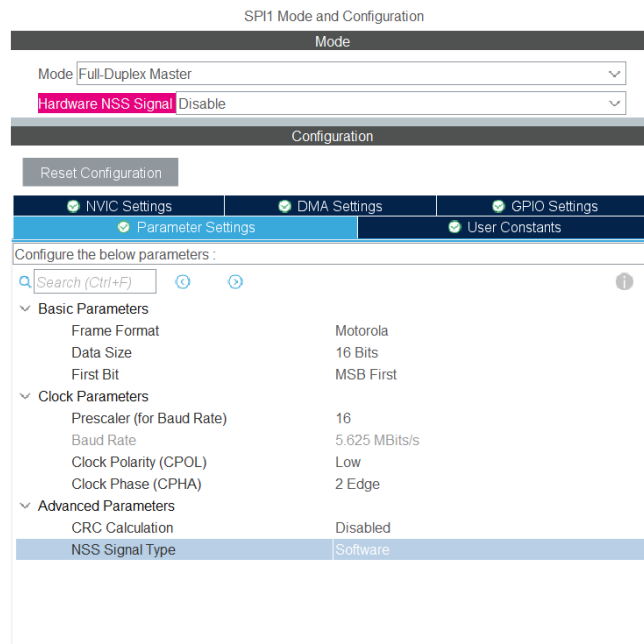 SPI1 Mode and Configuration
Mode
Mode Full-Duplex Master
Hardware NSS Signal Disable
Configuration
Reset Configuration
NVIC Settings DMA Settings GPIO Settings
Parameter Settings User Constants
Configure the below parameters :
Search (Ctrl+F)
Basic Parameters
Frame Format Motorola
Data Size 16 Bits
First Bit MSB First
Clock Parameters
Prescaler (for Baud Rate) 16
Baud Rate 5.625 MBits/s
Clock Polarity (CPOL) Low
Clock Phase (CPHA) 2 Edge
Advanced Parameters
CRC Calculation Disabled
NSS Signal Type Software